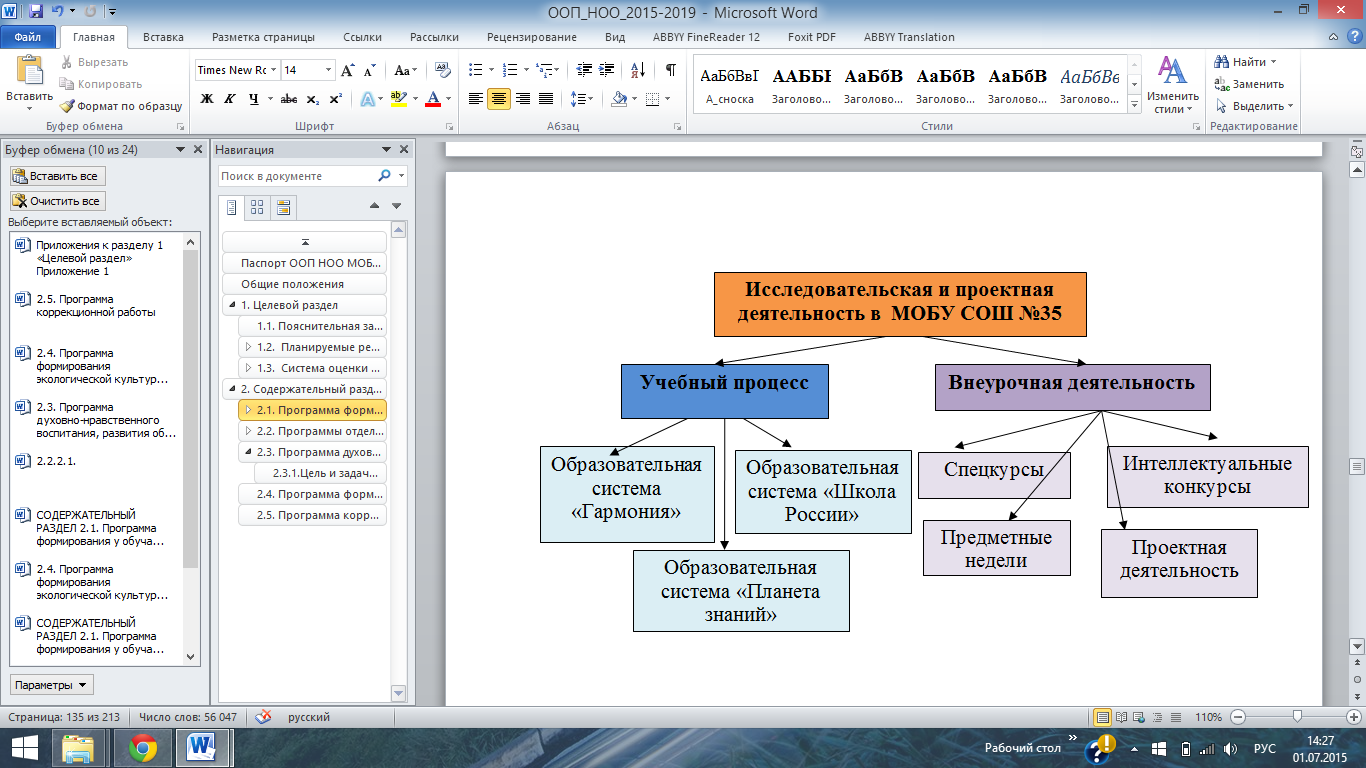 ООП_НОО_2015-2019 - Microsoft Word
Файл
Главная
Вставка
Разметка страницы
Ссылки
Рассылки
Рецензирование
Вид
ABBYY FineReader 12
Foxit PDF
ABBYY Translation
Вставить
Вырезать
Копировать
Формат по образцу
Буфер обмена
Times New Rc
14
Шрифт
Абзац
АаБбВвГ
А_сноска
ААББЕ
Заголово...
АаБбВ
Заголово...
АаБбВ
Заголово...
АаБбВ
Заголово...
АаБбВв
Заголово...
Изменить
стили
Стили
Найти
Заменить
Выделить
Редактирование
Буфер обмена (10 из 24)
Вставить все
Очистить все
Выберите вставляемый объект:
Приложения к разделу 1
«Целевой раздел»
Приложение 1
2.5. Программа
коррекционной работы
2.4. Программа
формирования
экологической культур...
2.3. Программа
духовно-нравственного
воспитания, развития об...
2.2.2.1.
СОДЕРЖАТЕЛЬНЫЙ
РАЗДЕЛ 2.1. Программа
формирования у обуча...
2.4. Программа
формирования
экологической культур...
СОДЕРЖАТЕЛЬНЫЙ
РАЗДЕЛ 2.1. Программа
формирования у обуча...
Параметры
Навигация
Поиск в документе
Паспорт ООП НОО МОБ...
Общие положения
1. Целевой раздел
1.1. Пояснительная за...
1.2. Планируемые ре...
1.3. Система оценки ...
2. Содержательный разд...
2.1. Программа форм...
2.2. Программы отдел...
2.3. Программа духов...
2.3.1.Цель и задач...
2.4. Программа форм...
2.5. Программа корр...
Исследовательская и проектная
деятельность в МОБУ СОШ №35
Учебный процесс
Внеурочная деятельность
Образовательная
система
«Гармония»
Образовательная
система «Школа
России»
Образовательная
система «Планета
знаний»
Спецкурсы
Интеллектуальные
конкурсы
Предметные
недели
Проектная
деятельность
Страница: 135 из 213
Число слов: 56 047
русский
110%
Рабочий стол
РУС
14:27
01.07.2015